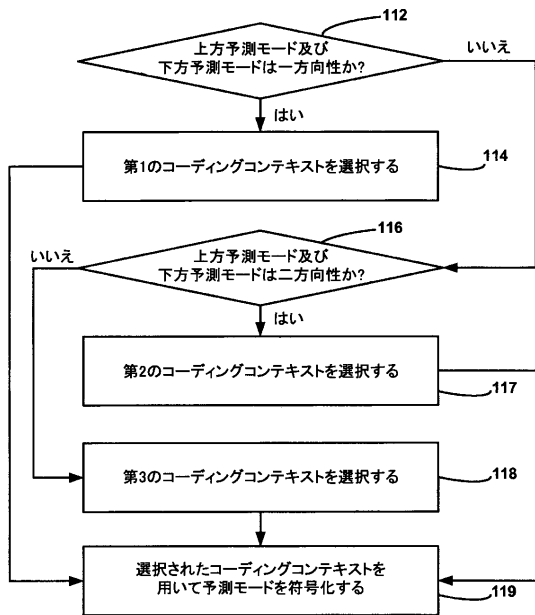 112
上方予測モード及び
下方予測モードは一方向性か?
いいえ
はい
第1のコーディングコンテキストを選択する
114
116
いいえ
上方予測モード及び
下方予測モードは二方向性か?
はい
第2のコーディングコンテキストを選択する
117
第3のコーディングコンテキストを選択する
118
選択されたコーディングコンテキストを
用いて予測モードを符号化する
119